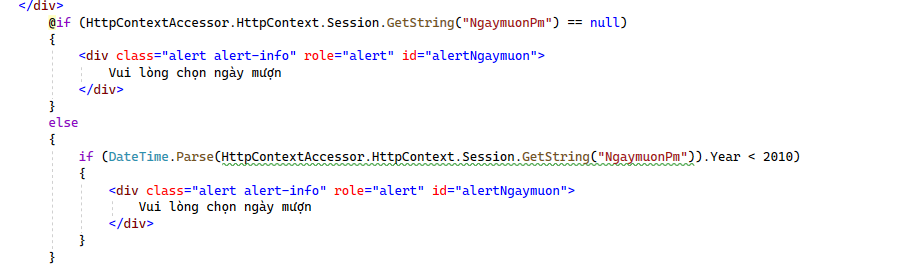 </div>
@if (HttpContextAccessor.HttpContext.Session.GetString("NgaymuonPm") == null)
{
<div class="alert alert-info" role="alert" id="alertNgaymuon">
Vui lòng chọn ngày mượn
</div>
}
else
{
if (DateTime.Parse(HttpContextAccessor.HttpContext.Session.GetString("NgaymuonPm")).Year < 2010)
{
<div class="alert alert-info" role="alert" id="alertNgaymuon">
Vui lòng chọn ngày mượn
</div>
}
}